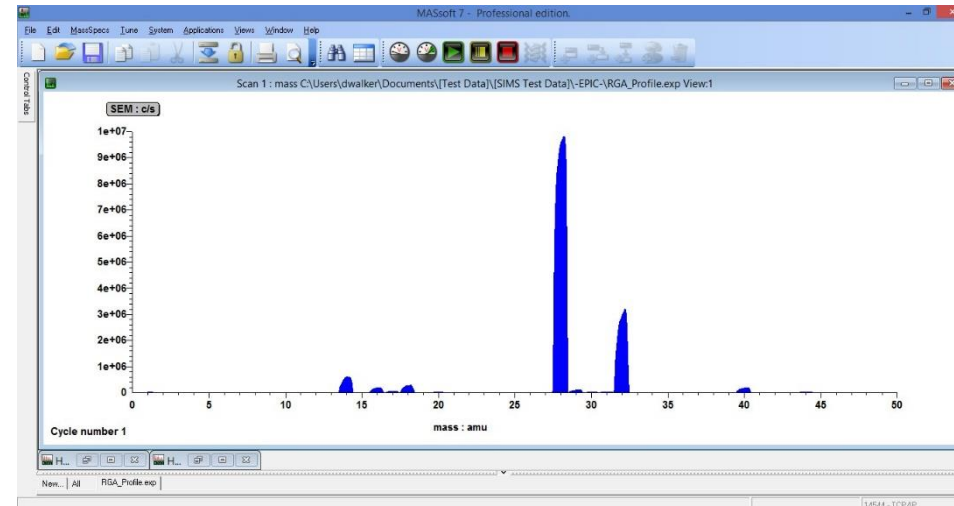 MASsoft 7 - Professional edition.
File Edit MassSpecs Tune System Applications Views Window Help
Control Tabs
Scan 1 : mass C:\Users\dwalker\Documents\[Test Data]\[SIMS Test Data]\-EPIC-\RGA_Profile.exp View:1
SEM : c/s
1e+07
9e+06
8e+06
7e+06
6e+06
5e+06
4e+06
3e+06
2e+06
1e+06
0
0 5 10 15 20 25 30 35 40 45 50
mass : amu
Cycle number 1
H... H...
New... All RGA_Profile.exp